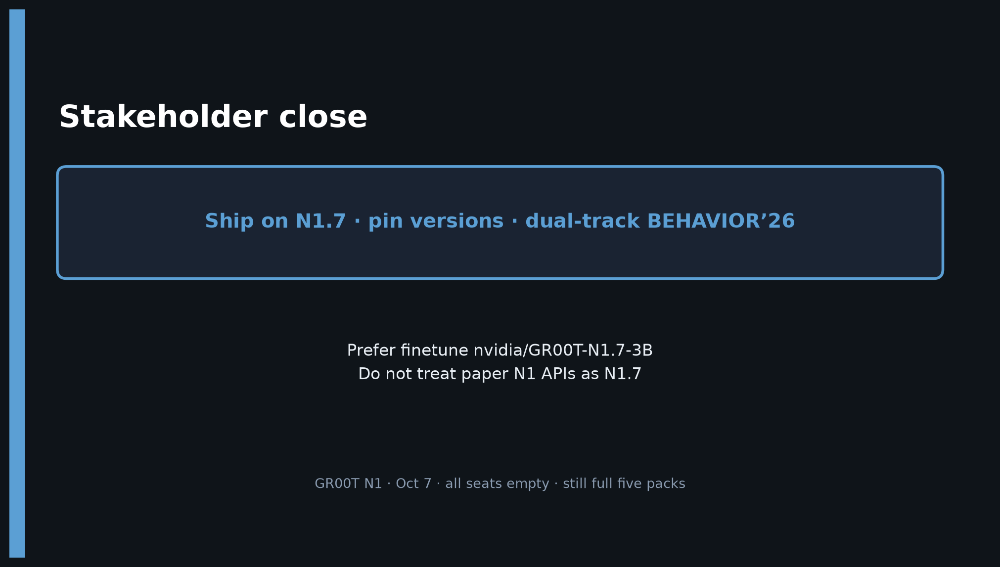 Stakeholder close
Ship on N1.7 · pin versions · dual-track BEHAVIOR’26
Prefer finetune nvidia/GR00T-N1.7-3B
Do not treat paper N1 APIs as N1.7
GR00T N1 · Oct 7 · all seats empty · still full five packs